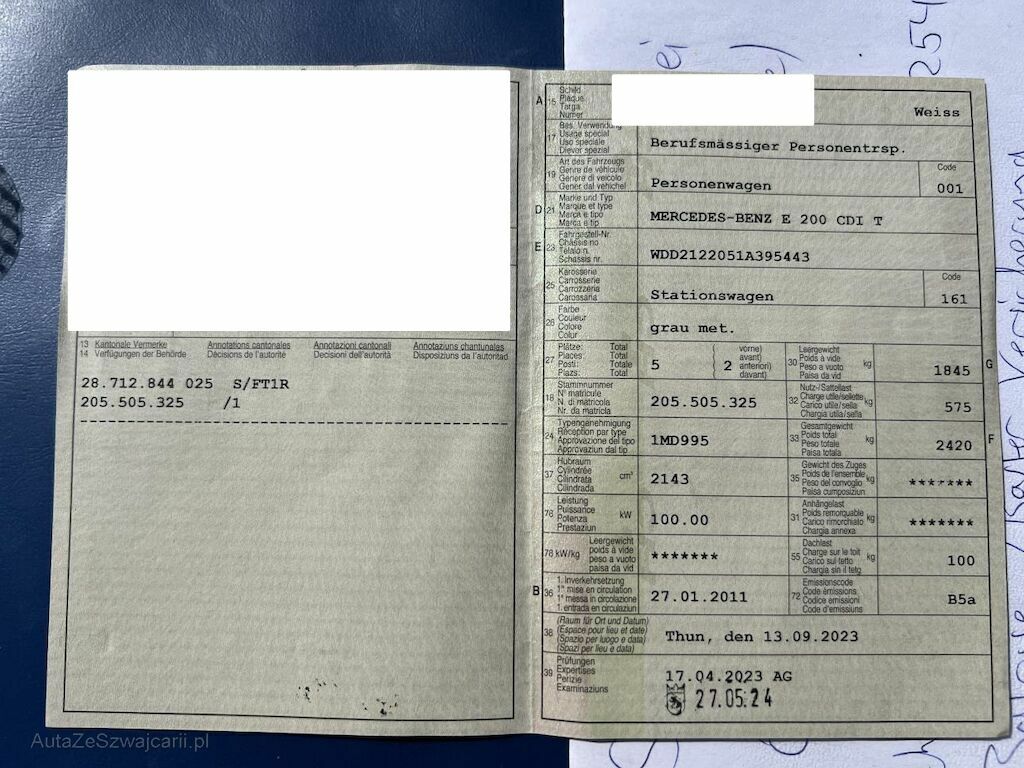 13 Kantonale Vermerke Annotations cantonales Annotazioni cantonali Annotaziuns chantunales
14 Verfügungen der Behörde Décisions de l'autorité Decisioni dell'autorità Disposiziuns da l'autoritad
28.712.844 025 S/FT1R
205.505.325 /1
A 15 Schild
Plaque
Targa
Numer
Weiss
17 Bes. Verwendung
Usage spécial
Uso speciale
Diever spezial
Berufsmässiger Personentrsp.
19 Art des Fahrzeugs
Genre de véhicule
Genere di veicolo
Gener dal vehichel
Personenwagen
Code
001
D 21 Marke und Typ
Marque et type
Marca e tipo
Marca e tip
MERCEDES-BENZ E 200 CDI T
E 23 Fahrgestell-Nr.
Châssis no
Telaio n.
Schassis nr.
WDD2122051A395443
25 Karosserie
Carrosserie
Carrozzeria
Carossaria
Stationswagen
Code
161
26 Farbe
Couleur
Colore
Colur
grau met.
27 Plätze: Total
Places: Total
Posti: Totale
Plazs: Total
5
( vorne)
( avant)
2 anteriori)
( davant)
30 Leergewicht
Poids à vide
Peso a vuoto
Paisa da vid
kg
1845
G
18 Stammnummer
N° matricule
N. di matricola
Nr. da matricla
205.505.325
32 Nutz-/Sattellast
Charge utile/sellette
Carico utile/sella
Chargia utila/sella
kg
575
24 Typengenehmigung
Réception par type
Approvazione del tipo
Approvaziun dal tip
1MD995
33 Gesamtgewicht
Poids total
Peso totale
Paisa totala
kg
2420
F
37 Hubraum
Cylindrée
Cilindrata
Cilindrada
cm³
2143
35 Gewicht des Zuges
Poids de l'ensemble
Peso del convoglio
Paisa cumposiziun
kg
*******
76 Leistung
Puissance
Potenza
Prestaziun
kW
100.00
31 Anhängelast
Poids remorquable
Carico rimorchiato
Chargia annexa
kg
*******
78 kW/kg Leergewicht
poids à vide
peso a vuoto
paisa da vid
*******
55 Dachlast
Charge sur le toit
Carico sul tetto
Chargia sin il tetg
kg
100
B 36 1. Inverkehrsetzung
1re mise en circulation
1a messa in circolazione
1. entrada en circulaziun
27.01.2011
72 Emissionscode
Code émissions
Codice emissioni
Code d'emissiuns
B5a
38 (Raum für Ort und Datum)
(Espace pour lieu et date)
(Spazio per luogo e data)
(Spazi per lieu e data)
Thun, den 13.09.2023
39 Prüfungen
Expertises
Perizie
Examinaziuns
17.04.2023 AG
27.05.24
254
AutaZeSzwajcarii.pl